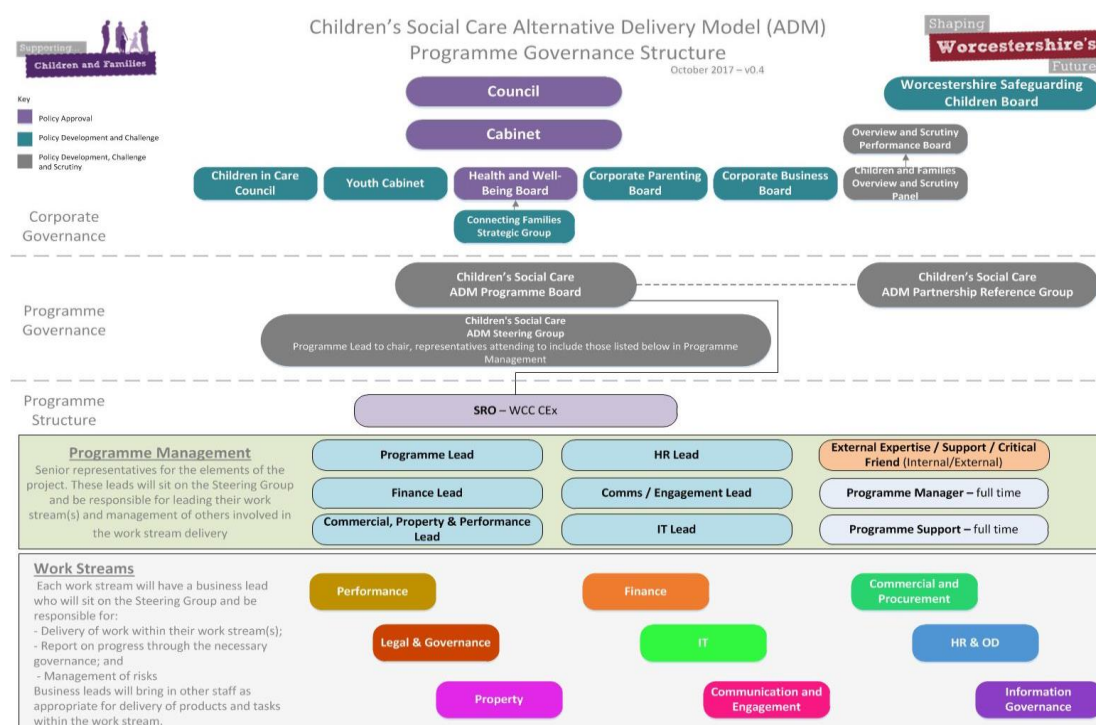 Supporting...
Children and Families
Children's Social Care Alternative Delivery Model (ADM)
Programme Governance Structure
October 2017 – v0.4
Shaping
Worcestershire's
Future
Key
Policy Approval
Policy Development and Challenge
Policy Development, Challenge
and Scrutiny
Council
Cabinet
Worcestershire Safeguarding
Children Board
Overview and Scrutiny
Performance Board
Children in Care
Council
Youth Cabinet
Health and Well-
Being Board
Corporate Parenting
Board
Corporate Business
Board
Children and Families
Overview and Scrutiny
Panel
Connecting Families
Strategic Group
Corporate
Governance
Children's Social Care
ADM Programme Board
Children's Social Care
ADM Partnership Reference Group
Programme
Governance
Children's Social Care
ADM Steering Group
Programme Lead to chair, representatives attending to include those listed below in Programme
Management
Programme
Structure
SRO – WCC CEx
Programme Management
Senior representatives for the elements of the
project. These leads will sit on the Steering Group
and be responsible for leading their work
stream(s) and management of others involved in
the work stream delivery
Programme Lead
HR Lead
External Expertise / Support / Critical
Friend (Internal/External)
Finance Lead
Comms / Engagement Lead
Programme Manager – full time
Commercial, Property & Performance
Lead
IT Lead
Programme Support – full time
Work Streams
Each work stream will have a business lead
who will sit on the Steering Group and be
responsible for:
- Delivery of work within their work stream(s);
- Report on progress through the necessary
governance; and
- Management of risks
Business leads will bring in other staff as
appropriate for delivery of products and tasks
within the work stream.
Performance
Finance
Commercial and
Procurement
Legal & Governance
IT
HR & OD
Property
Communication and
Engagement
Information
Governance